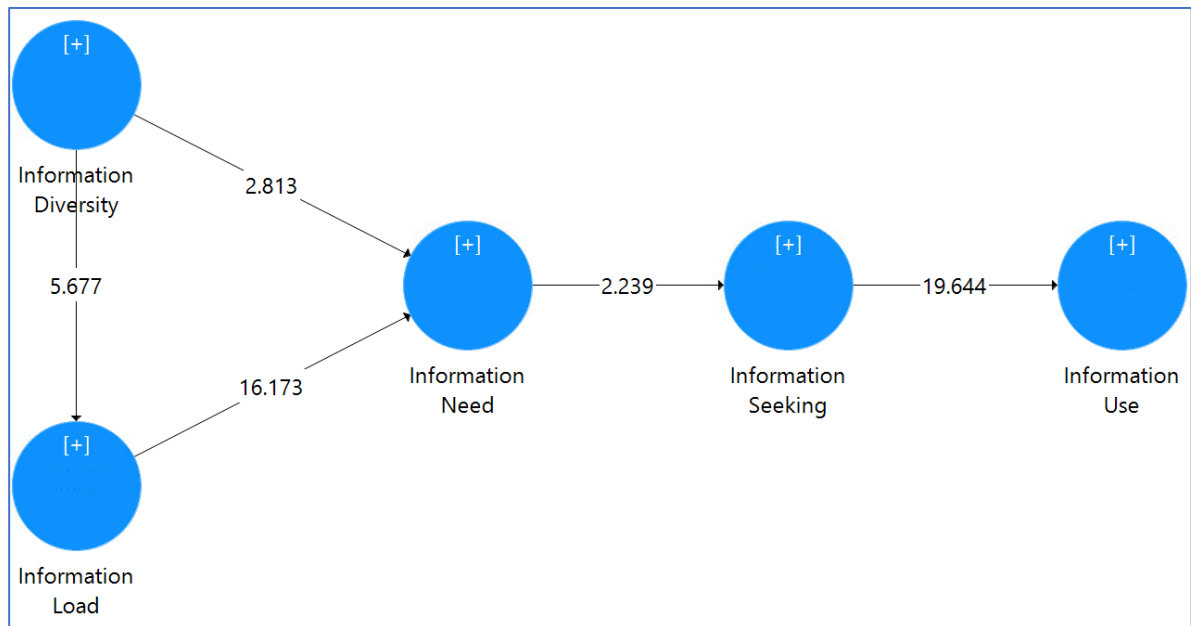 [+]
Information
Diversity
2.813
5.677
[+]
Information
Load
16.173
[+]
Information
Need
2.239
[+]
Information
Seeking
19.644
[+]
Information
Use